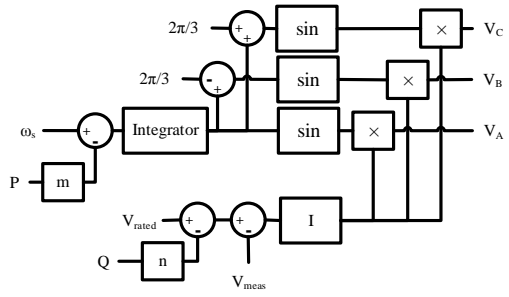 2π/3 + + sin × V_C
2π/3 - + sin × V_B
ω_s + - Integrator sin × V_A
P m
V_rated + - + - I
Q n
V_meas